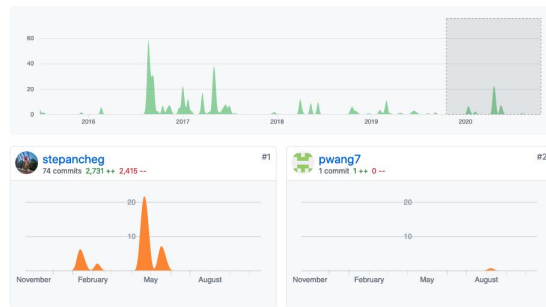 60
40
20
0
2016 2017 2018 2019 2020
stepancheg #1
74 commits 2,731 ++ 2,415 --
20
10
November February May August
pwang7 #2
1 commit 1 ++ 0 --
20
10
November February May August